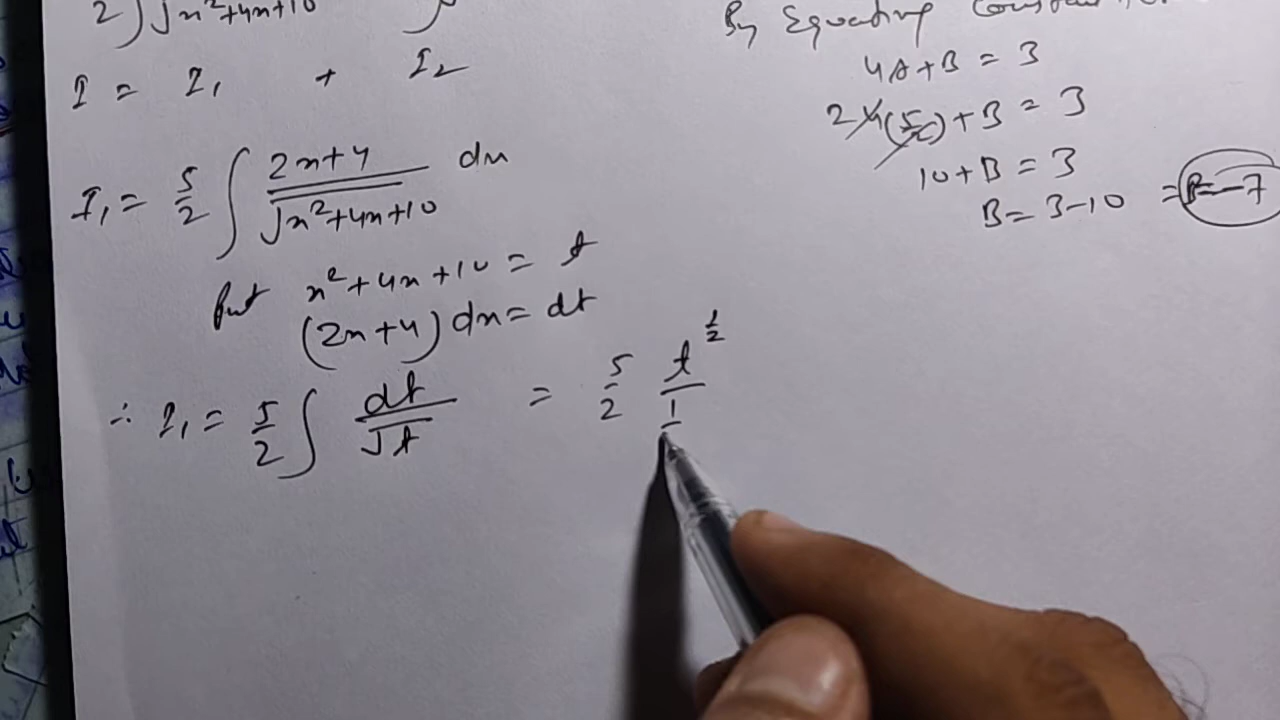 2 ∫ √x²+4x+10 ∫
I = I₁ + I₂
I₁ = 5/2 ∫ 2x+4/√x²+4x+10 dx
Put x²+4x+10 = t
(2x+4) dx = dt
∴ I₁ = 5/2 ∫ dt/√t = 5/2 t^1/2/1
By Equating
4A+B = 3
2 4(5/2)+B = 3
10+B = 3
B = 3-10 = B=-7